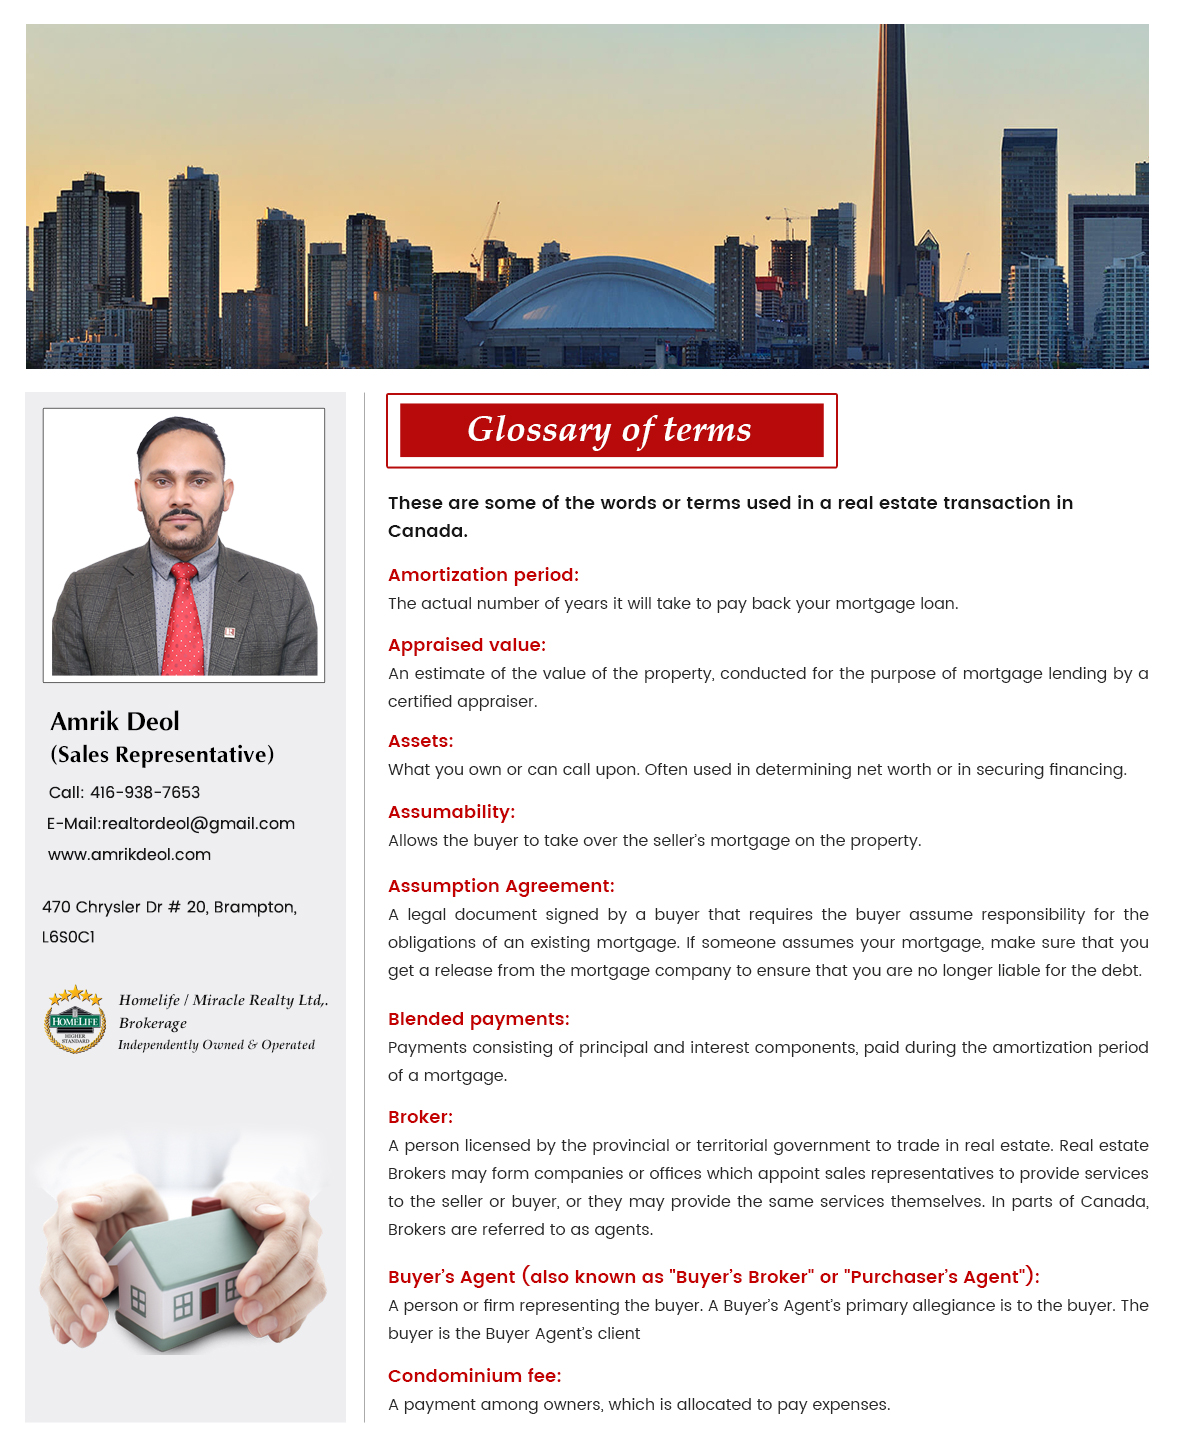 Glossary of terms
These are some of the words or terms used in a real estate transaction in
Canada.
Amortization period:
The actual number of years it will take to pay back your mortgage loan.
Appraised value:
An estimate of the value of the property, conducted for the purpose of mortgage lending by a
certified appraiser.
Assets:
What you own or can call upon. Often used in determining net worth or in securing financing.
Assumability:
Allows the buyer to take over the seller's mortgage on the property.
Assumption Agreement:
A legal document signed by a buyer that requires the buyer assume responsibility for the
obligations of an existing mortgage. If someone assumes your mortgage, make sure that you
get a release from the mortgage company to ensure that you are no longer liable for the debt.
Blended payments:
Payments consisting of principal and interest components, paid during the amortization period
of a mortgage.
Broker:
A person licensed by the provincial or territorial government to trade in real estate. Real estate
Brokers may form companies or offices which appoint sales representatives to provide services
to the seller or buyer, or they may provide the same services themselves. In parts of Canada,
Brokers are referred to as agents.
Buyer's Agent (also known as "Buyer's Broker" or "Purchaser's Agent"):
A person or firm representing the buyer. A Buyer's Agent's primary allegiance is to the buyer. The
buyer is the Buyer Agent's client
Condominium fee:
A payment among owners, which is allocated to pay expenses.
Amrik Deol
(Sales Representative)
Call: 416-938-7653
E-Mail:realtordeol@gmail.com
www.amrikdeol.com
470 Chrysler Dr # 20, Brampton,
L6S0C1
HOMELIFE
HIGHER
STANDARD
Homelife / Miracle Realty Ltd,.
Brokerage
Independently Owned & Operated